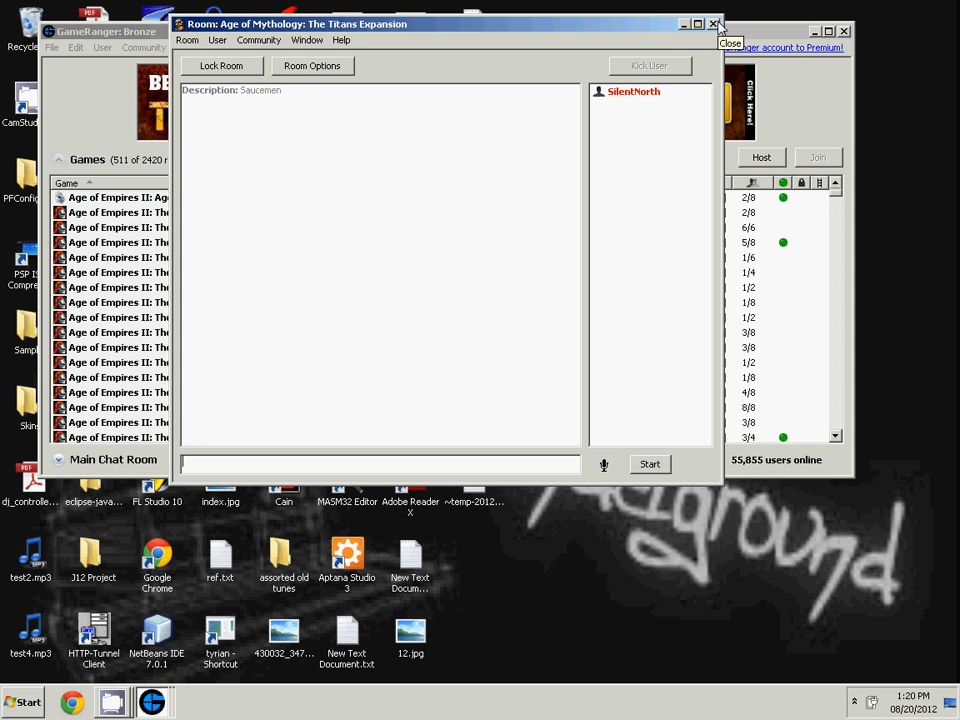 Room: Age of Mythology: The Titans Expansion
Room User Community Window Help
Lock Room Room Options Kick User
Description: Saucemen
SilentNorth
Start
Close
GameRanger: Bronze
File Edit User Community
Games (511 of 2420 r
Host Join
Game
Age of Empires II: Ag 2/8
Age of Empires II: The 2/8
Age of Empires II: The 6/6
Age of Empires II: The 5/8
Age of Empires II: The 1/6
Age of Empires II: The 1/4
Age of Empires II: The 1/2
Age of Empires II: The 1/8
Age of Empires II: The 1/2
Age of Empires II: The 3/8
Age of Empires II: The 3/8
Age of Empires II: The 1/2
Age of Empires II: The 1/8
Age of Empires II: The 4/8
Age of Empires II: The 8/8
Age of Empires II: The 3/8
Age of Empires II: The 3/4
Main Chat Room 55,855 users online
anger account to Premium!
Click Here!
BE
Recycle
CamStud
PFConfig
PSP IS
Compre
Sampl
Skins
dj_controlle...
eclipse-java...
FL Studio 10
index.jpg
Cain
MASM32 Editor
Adobe Reader
X
~temp-2012...
test2.mp3
J12 Project
Google
Chrome
ref.txt
assorted old
tunes
Aptana Studio
3
New Text
Docum...
test4.mp3
HTTP-Tunnel
Client
NetBeans IDE
7.0.1
tyrian -
Shortcut
430032_347...
New Text
Document.txt
12.jpg
Start
1:20 PM
08/20/2012